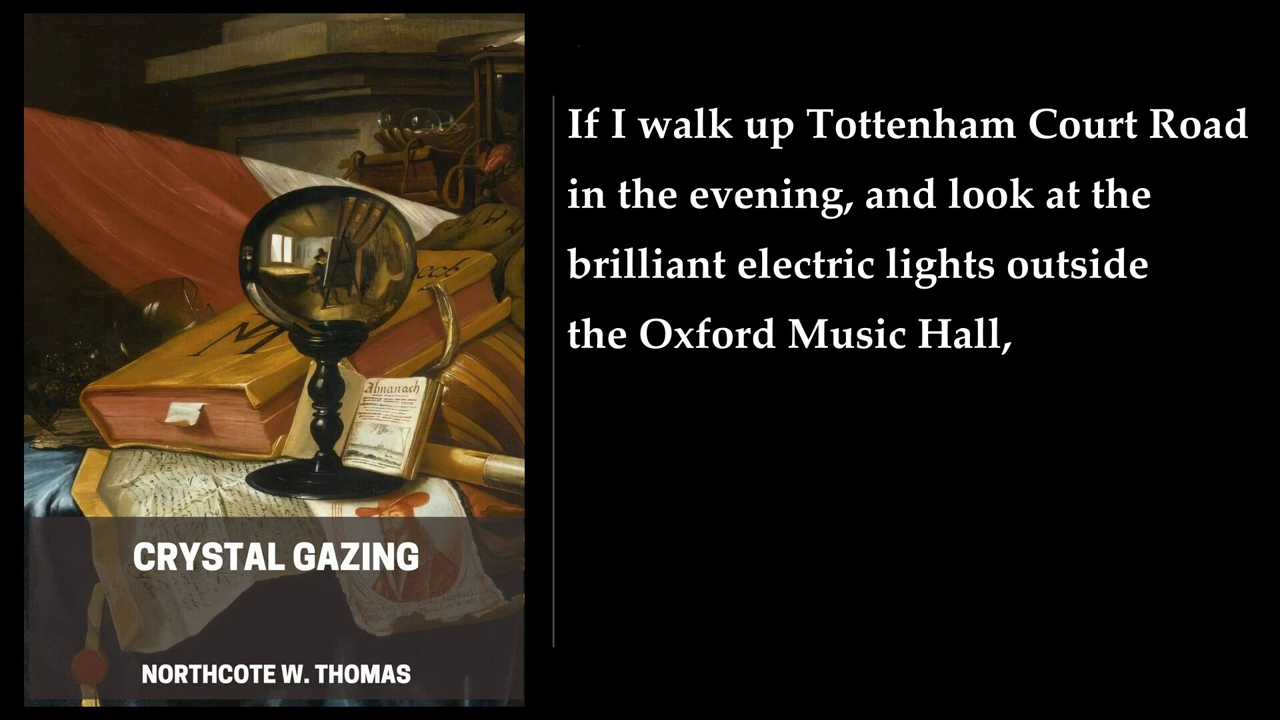 If I walk up Tottenham Court Road
in the evening, and look at the
brilliant electric lights outside
the Oxford Music Hall,
Almanach
CRYSTAL GAZING
NORTHCOTE W. THOMAS